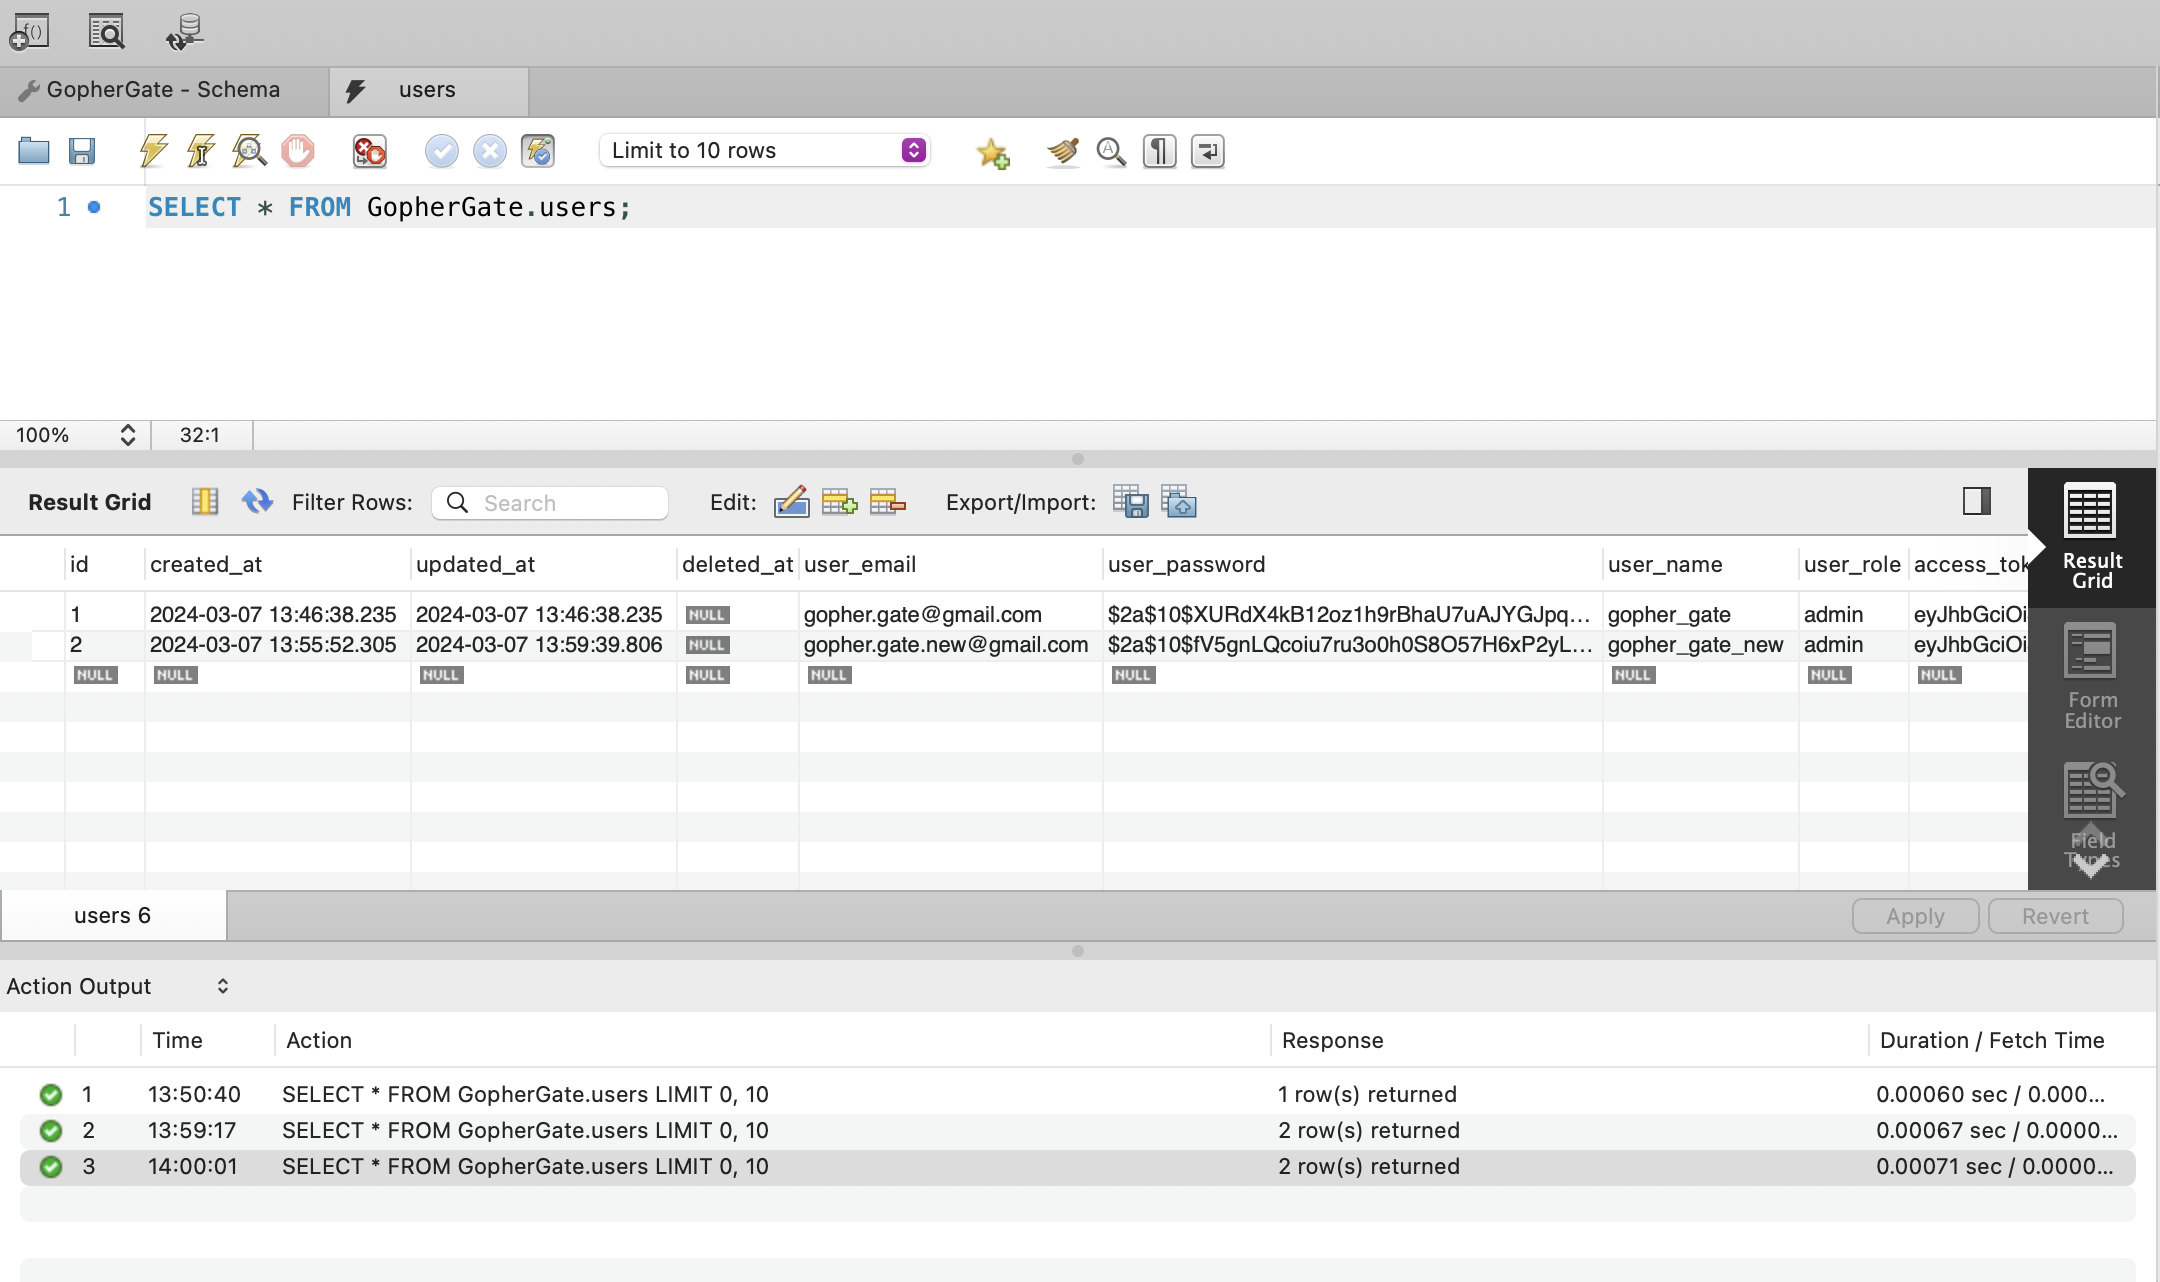 f()
GopherGate - Schema users
Limit to 10 rows
1 SELECT * FROM GopherGate.users;
100% 32:1
Result Grid Filter Rows: Search Edit: Export/Import:
Result Grid
Form Editor
Field Types
id created_at updated_at deleted_at user_email user_password user_name user_role access_tok
1 2024-03-07 13:46:38.235 2024-03-07 13:46:38.235 NULL gopher.gate@gmail.com $2a$10$XURdX4kB12oz1h9rBhaU7uAJYGJpq... gopher_gate admin eyJhbGciOi
2 2024-03-07 13:55:52.305 2024-03-07 13:59:39.806 NULL gopher.gate.new@gmail.com $2a$10$fV5gnLQcoiu7ru3o0h0S8O57H6xP2yL... gopher_gate_new admin eyJhbGciOi
NULL NULL NULL NULL NULL NULL NULL NULL NULL
users 6 Apply Revert
Action Output
Time Action Response Duration / Fetch Time
1 13:50:40 SELECT * FROM GopherGate.users LIMIT 0, 10 1 row(s) returned 0.00060 sec / 0.000...
2 13:59:17 SELECT * FROM GopherGate.users LIMIT 0, 10 2 row(s) returned 0.00067 sec / 0.0000...
3 14:00:01 SELECT * FROM GopherGate.users LIMIT 0, 10 2 row(s) returned 0.00071 sec / 0.0000...